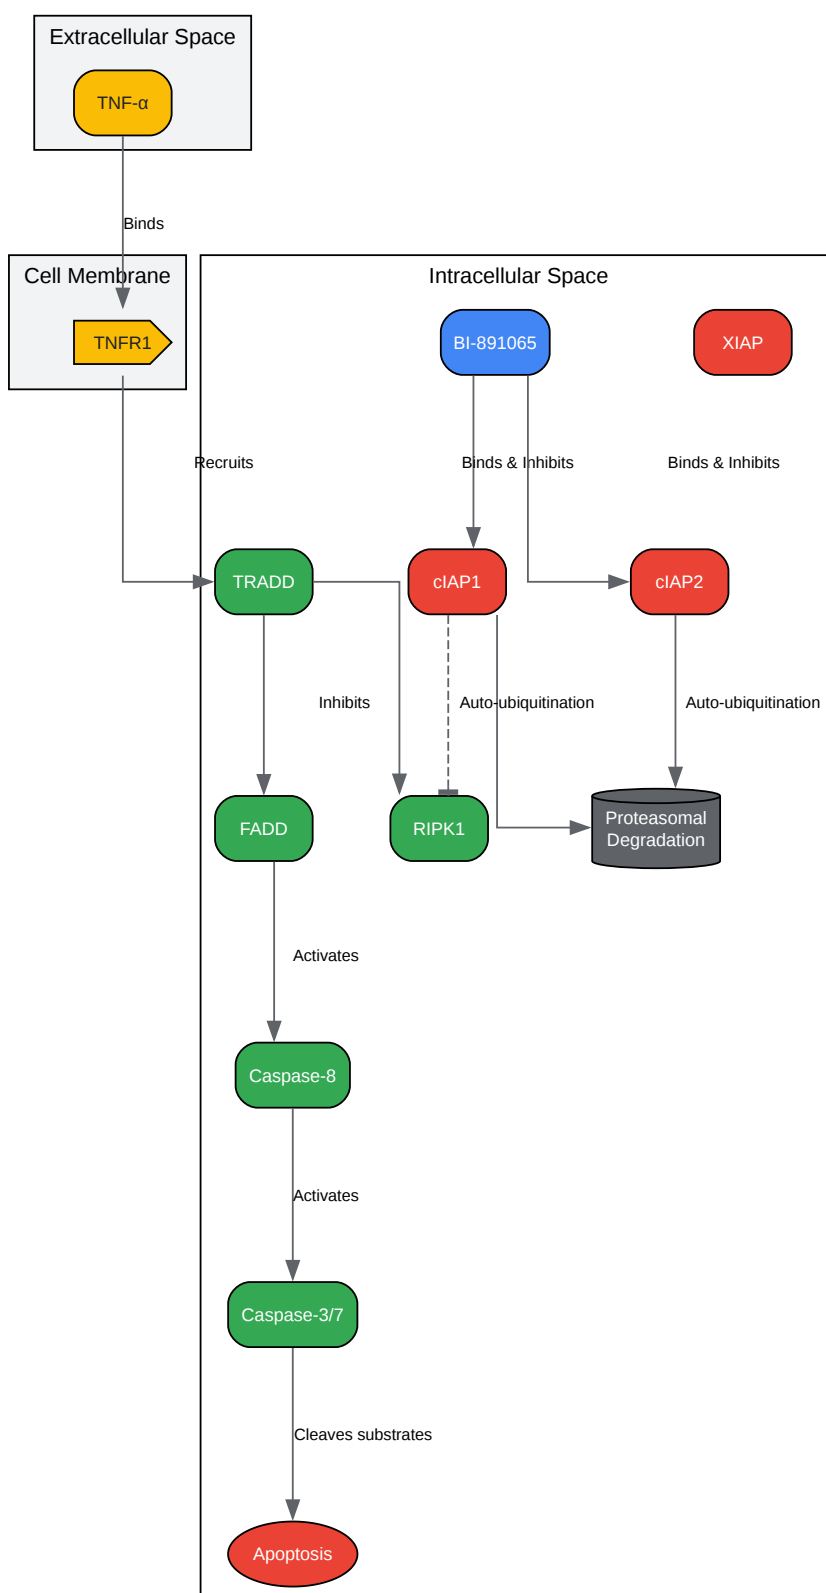 Extracellular Space
TNF-α
Binds
Cell Membrane
Intracellular Space
TNFR1
BI-891065
XIAP
Recruits
Binds & Inhibits
Binds & Inhibits
TRADD
cIAP1
cIAP2
Inhibits
Auto-ubiquitination
Auto-ubiquitination
FADD
RIPK1
Proteasomal
Degradation
Activates
Caspase-8
Activates
Caspase-3/7
Cleaves substrates
Apoptosis